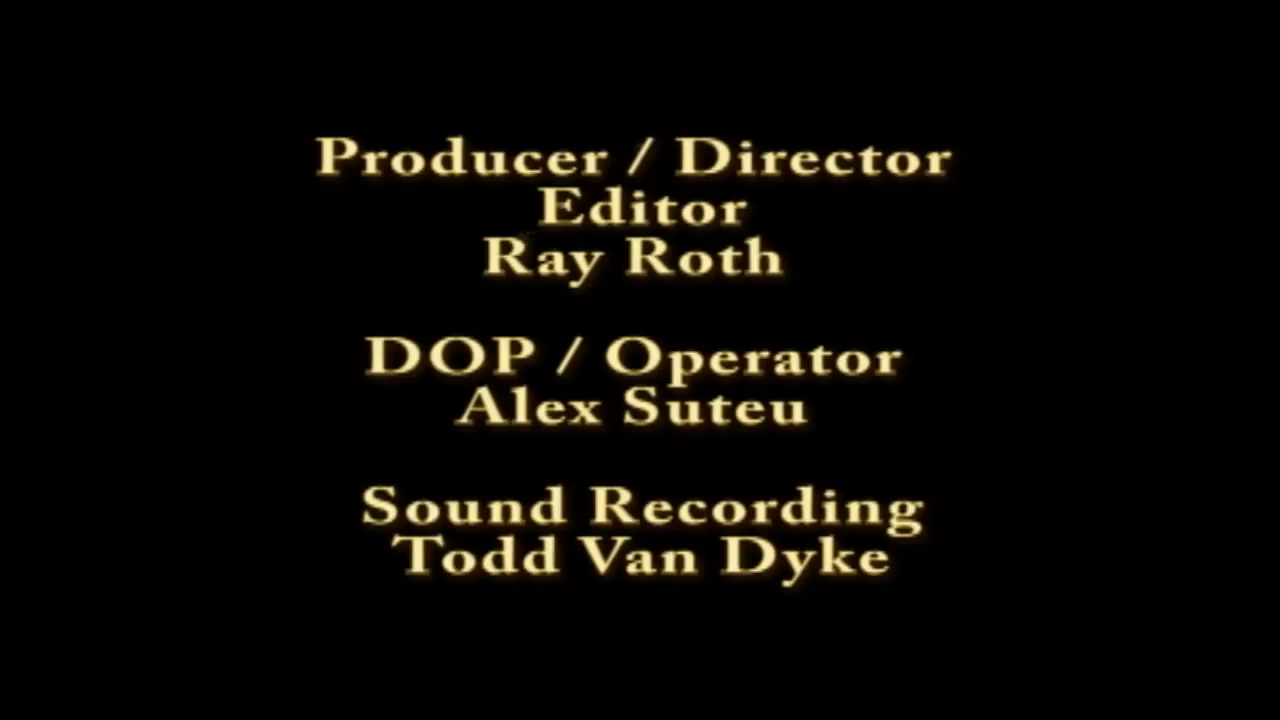 Producer / Director
Editor
Ray Roth
DOP / Operator
Alex Suteu
Sound Recording
Todd Van Dyke